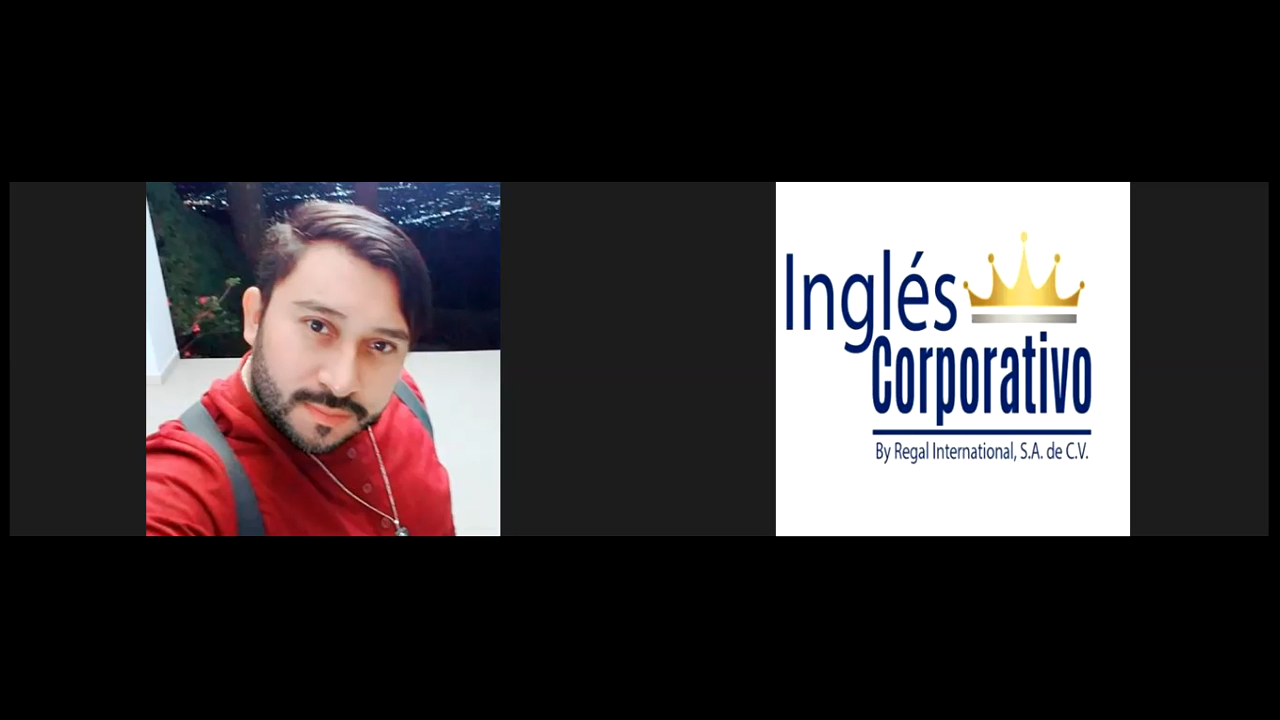 Inglés
Corporativo
By Regal International, S.A. de C.V.